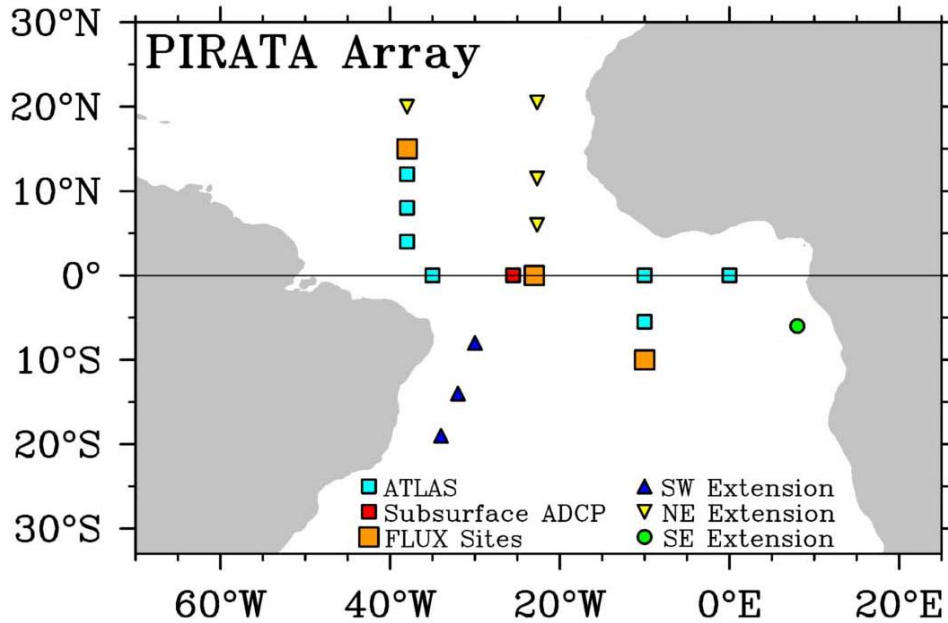 PIRATA Array
30°N
20°N
10°N
0°
10°S
20°S
30°S
ATLAS
Subsurface ADCP
FLUX Sites
SW Extension
NE Extension
SE Extension
60°W 40°W 20°W 0°E 20°E